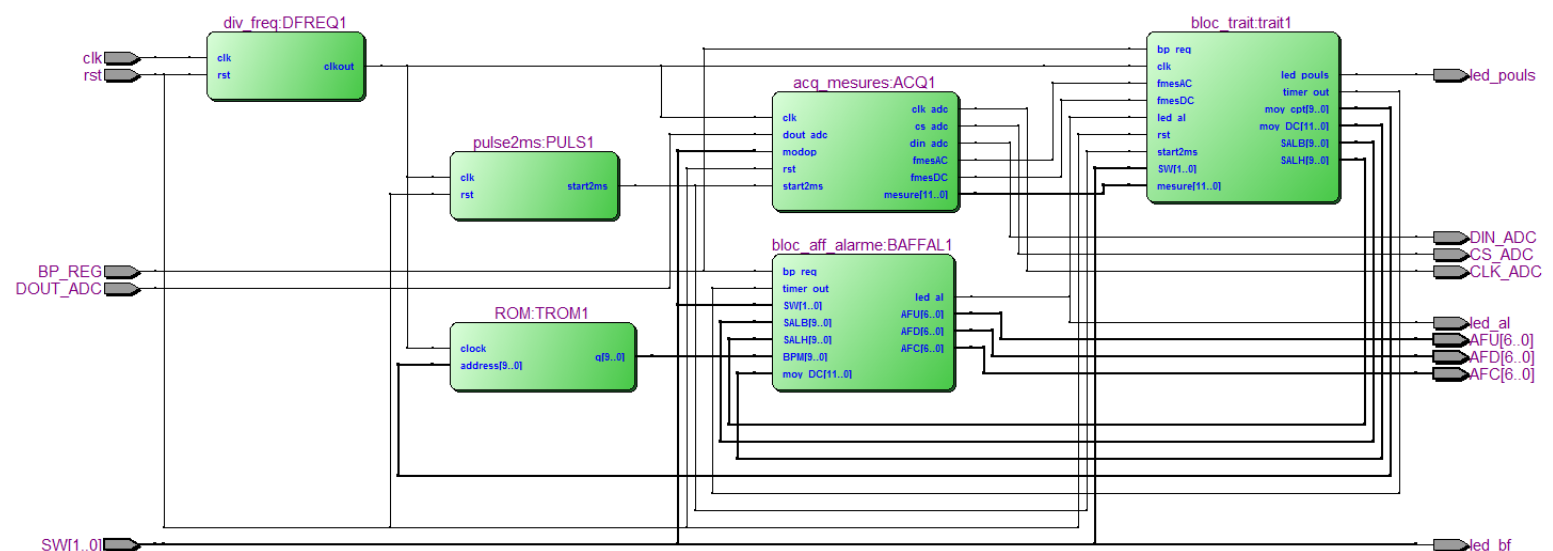 div_freq:DFREQ1
clk
rst
clk
rst
clkout
pulse2ms:PULS1
clk
rst
start2ms
acq_mesures:ACQ1
clk
dout_adc
modop
rst
start2ms
clk_adc
cs_adc
din_adc
fmesAC
fmesDC
mesure[11..0]
bloc_trait:trait1
bp_req
clk
fmesAC
fmesDC
led_al
rst
start2ms
SW[1..0]
mesure[11..0]
led_pouls
timer_out
moy_cpt[9..0]
moy_DC[11..0]
SALB[9..0]
SALH[9..0]
led_pouls
BP_REG
DOUT_ADC
bloc_aff_alarme:BAFFAL1
bp_req
timer_out
SW[1..0]
SALB[9..0]
SALH[9..0]
BPM[9..0]
moy_DC[11..0]
led_al
AFU[6..0]
AFD[6..0]
AFC[6..0]
ROM:TROM1
clock
address[9..0]
q[9..0]
DIN_ADC
CS_ADC
CLK_ADC
led_al
AFU[6..0]
AFD[6..0]
AFC[6..0]
SW[1..0]
led_bf